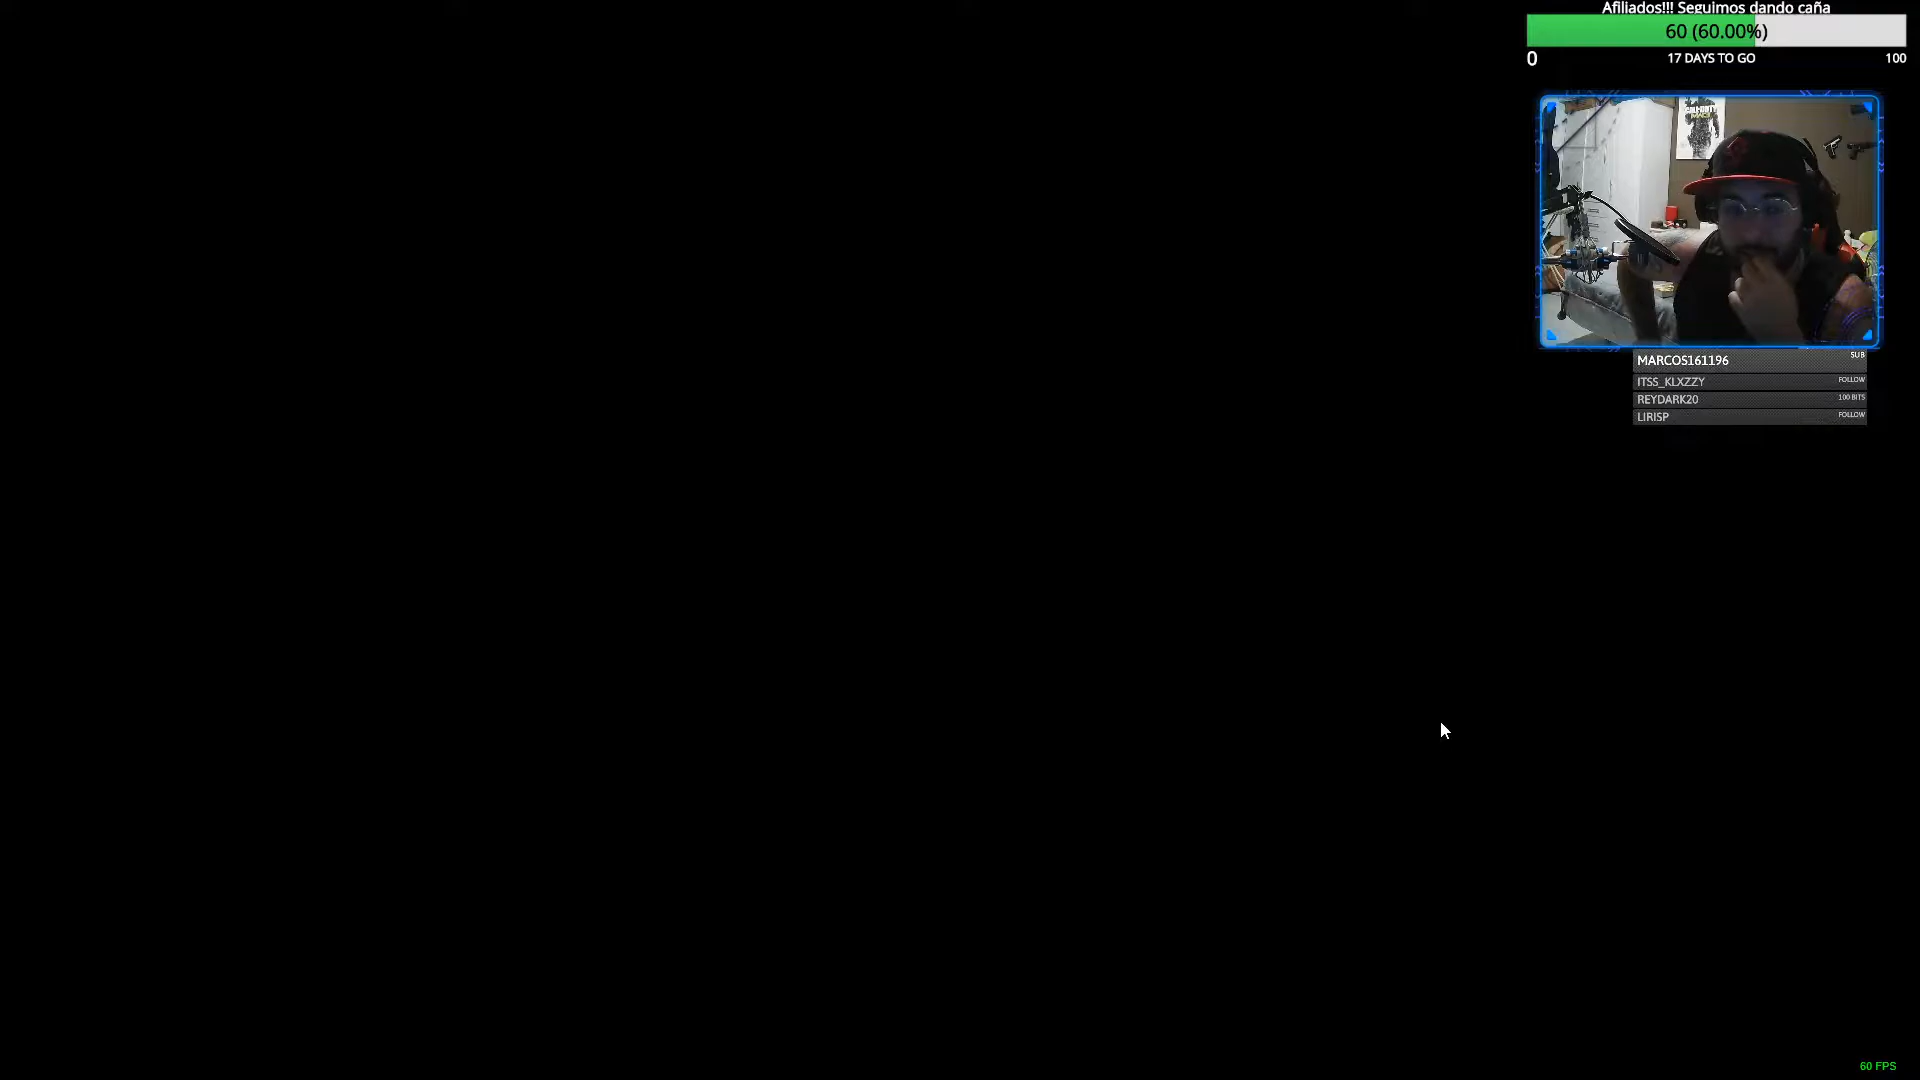 Afiliados!!! Seguimos dando caña
60 (60.00%)
0 17 DAYS TO GO 100
MARCOS161196 SUB
ITSS_KLXZZY FOLLOW
REYDARK20 100 BITS
LIRISP FOLLOW
60 FPS